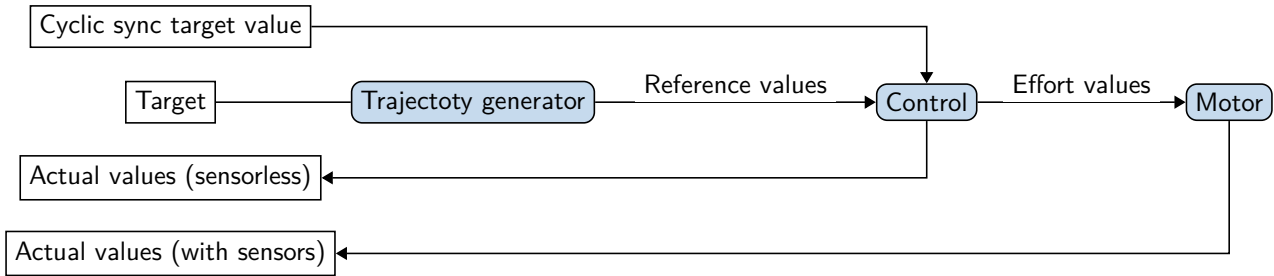 Cyclic sync target value
Target
Trajectoty generator
Reference values
Control
Effort values
Motor
Actual values (sensorless)
Actual values (with sensors)